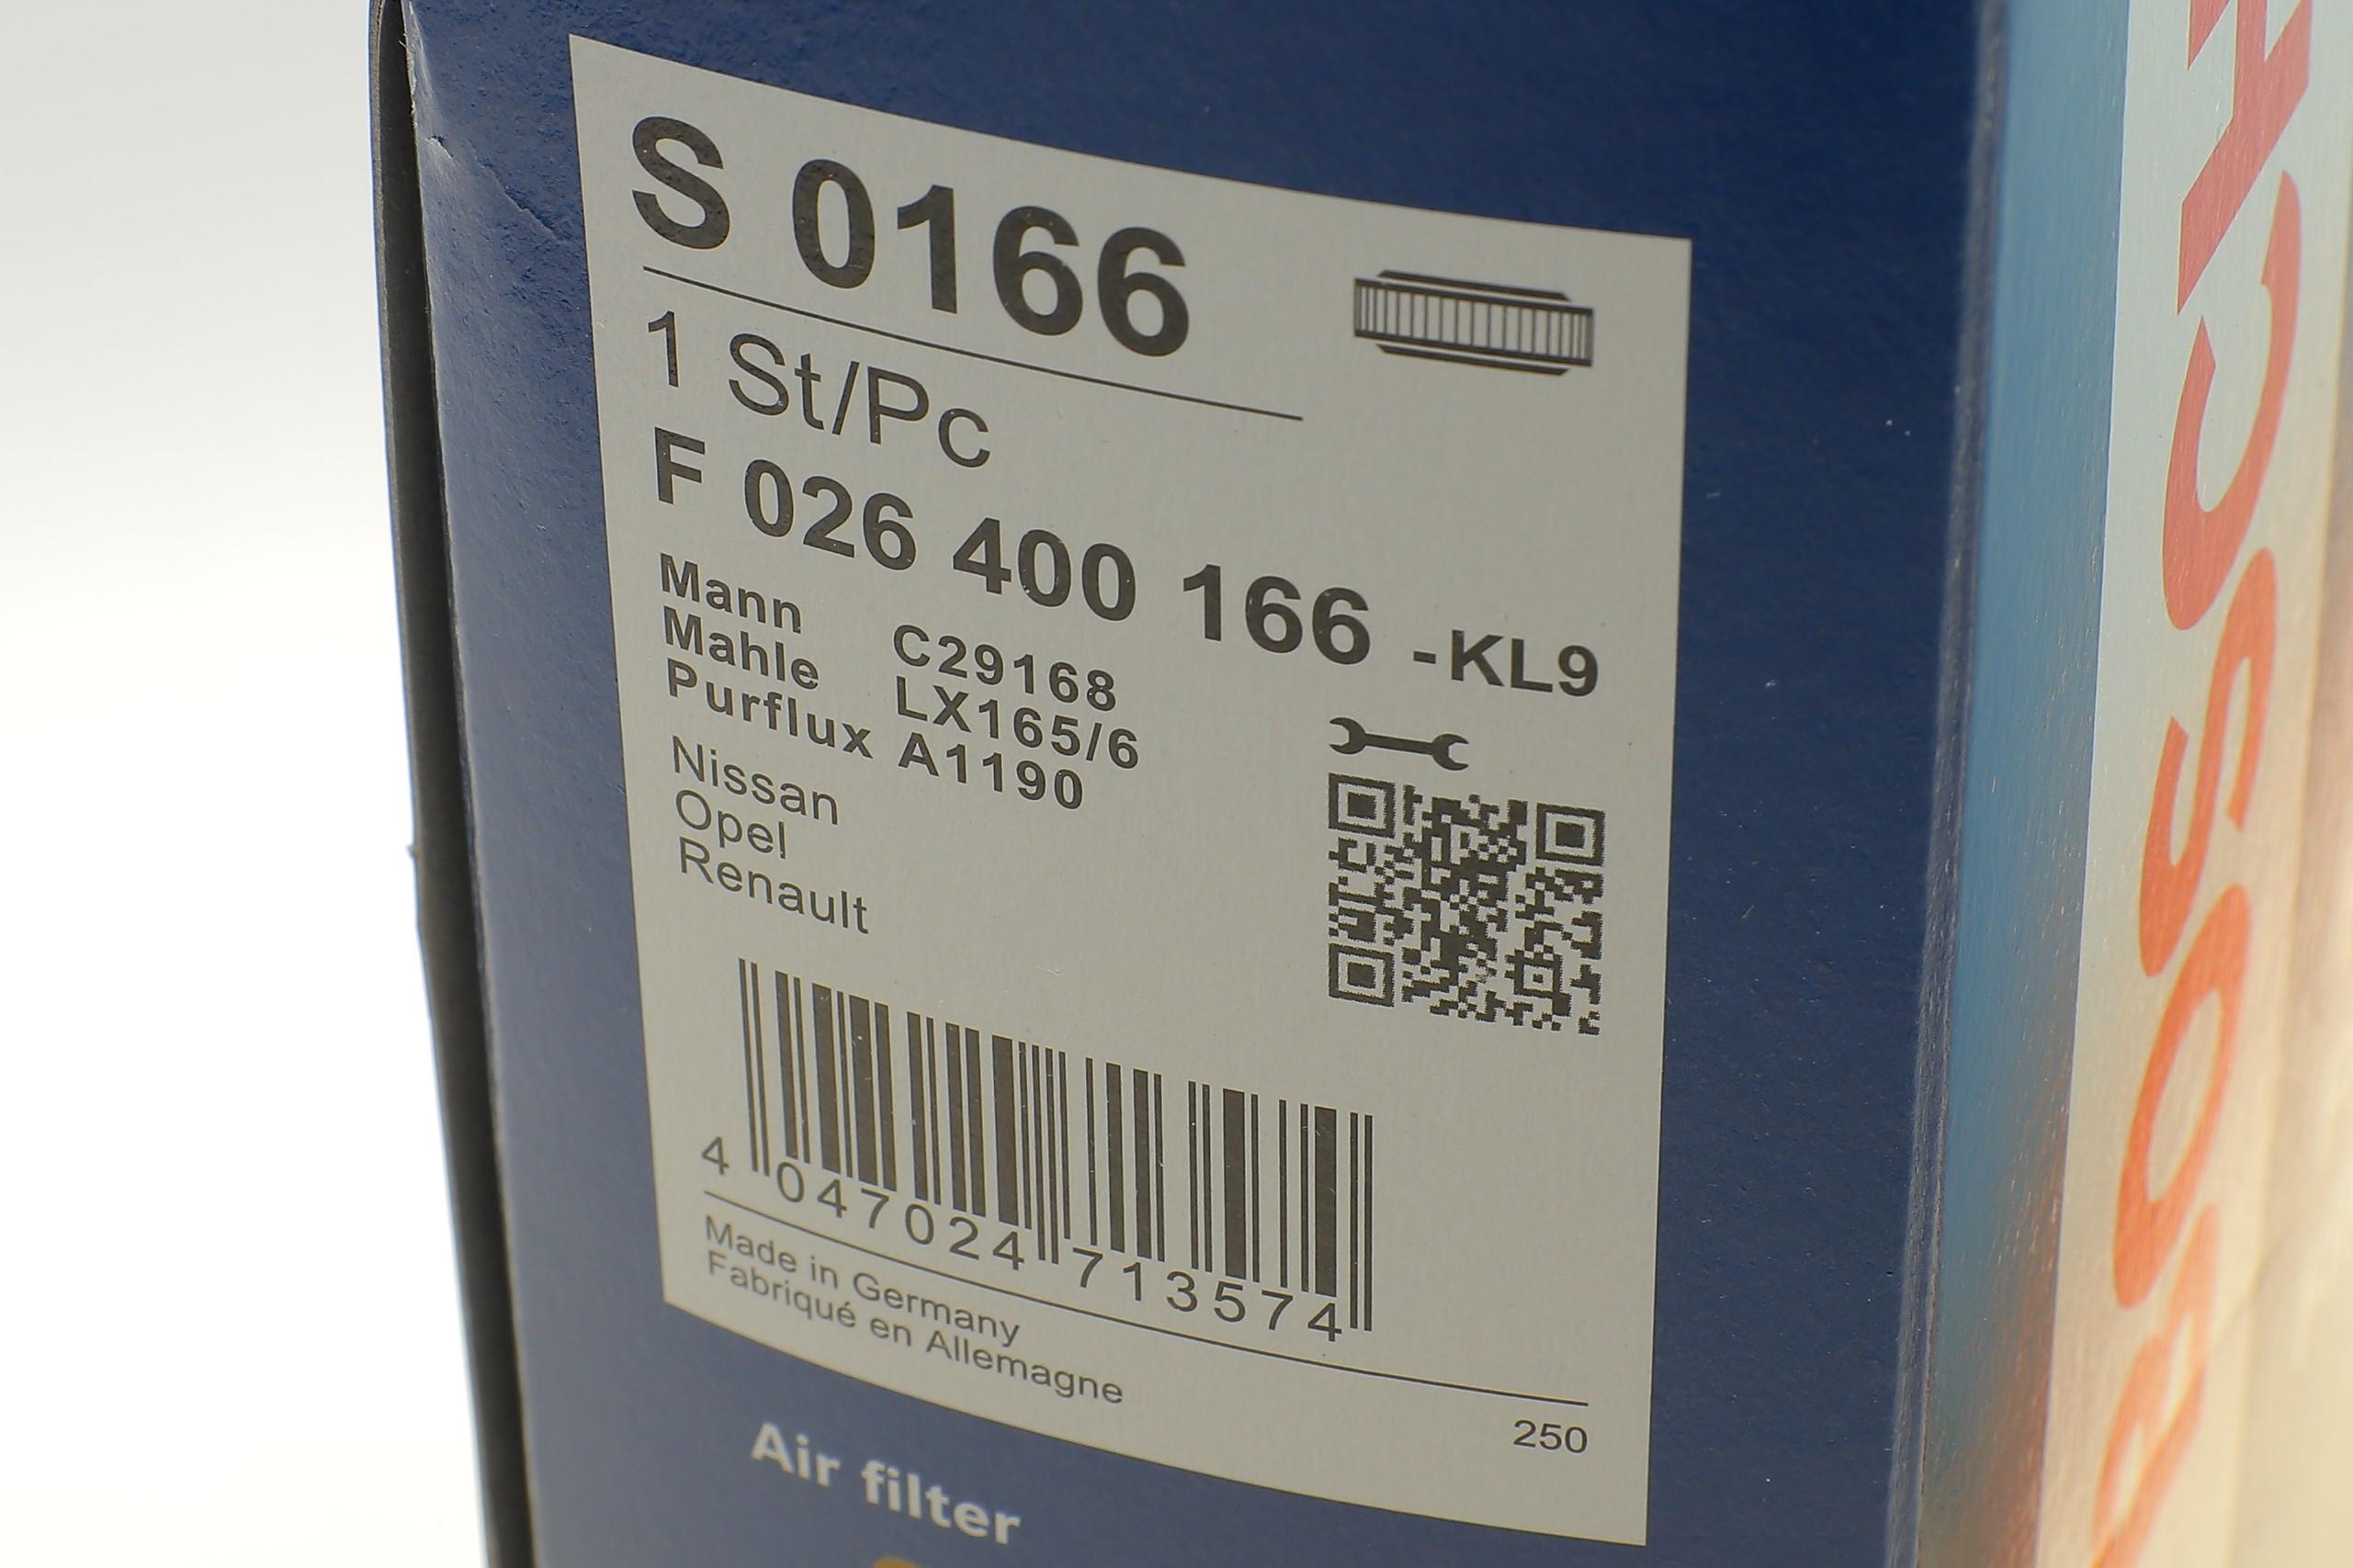 S 0166
1 St/Pc
F 026 400 166 -KL9
Mann C29168
Mahle LX165/6
Purflux A1190
Nissan
Opel
Renault
4 047024 713574
Made in Germany
Fabriqué en Allemagne
250
Air filter
BOSCH